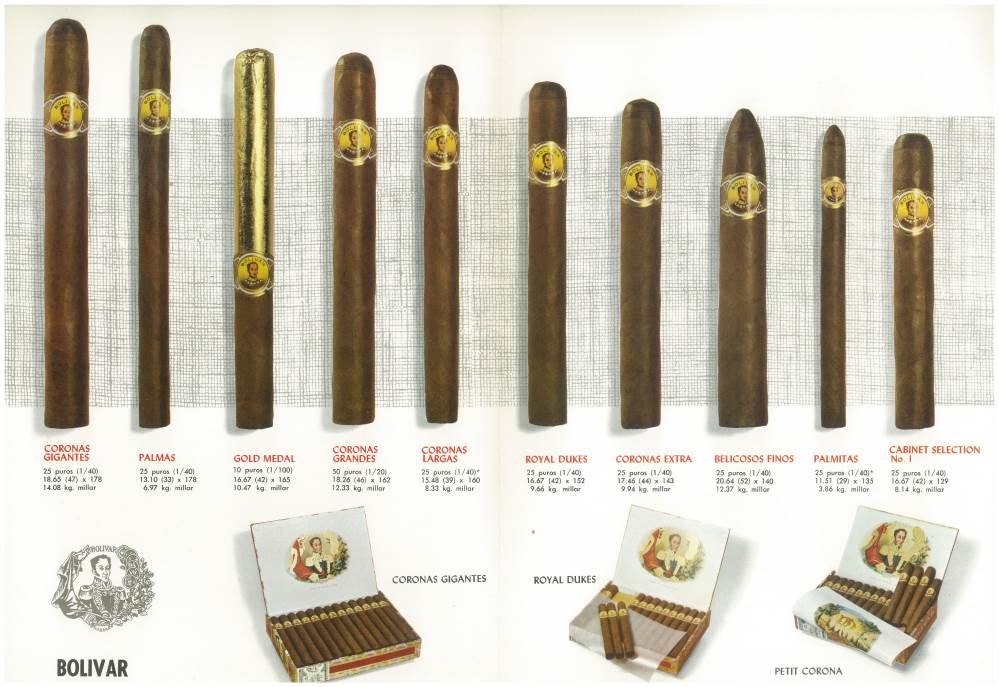 CORONAS
GIGANTES
25 puros (1/40)
18.65 (47) x 178
14.08 kg. millar
PALMAS
25 puros (1/40)
13.10 (33) x 178
6.97 kg. millar
GOLD MEDAL
10 puros (1/100)
16.67 (42) x 165
10.47 kg. millar
CORONAS
GRANDES
50 puros (1/20)
18.26 (46) x 162
12.33 kg. millar
CORONAS
LARGAS
25 puros (1/40)*
15.48 (39) x 160
8.33 kg. millar
ROYAL DUKES
25 puros (1/40)
16.67 (42) x 152
9.66 kg. millar
CORONAS EXTRA
25 puros (1/40)
17.46 (44) x 143
9.94 kg. millar
BELICOSOS FINOS
25 puros (1/40)
20.64 (52) x 140
12.37 kg. millar
PALMITAS
25 puros (1/40)*
11.51 (29) x 135
3.86 kg. millar
CABINET SELECTION
No. 1
25 puros (1/40)
16.67 (42) x 129
8.14 kg. millar
BOLIVAR
CORONAS GIGANTES
ROYAL DUKES
BOLIVAR
PETIT CORONA